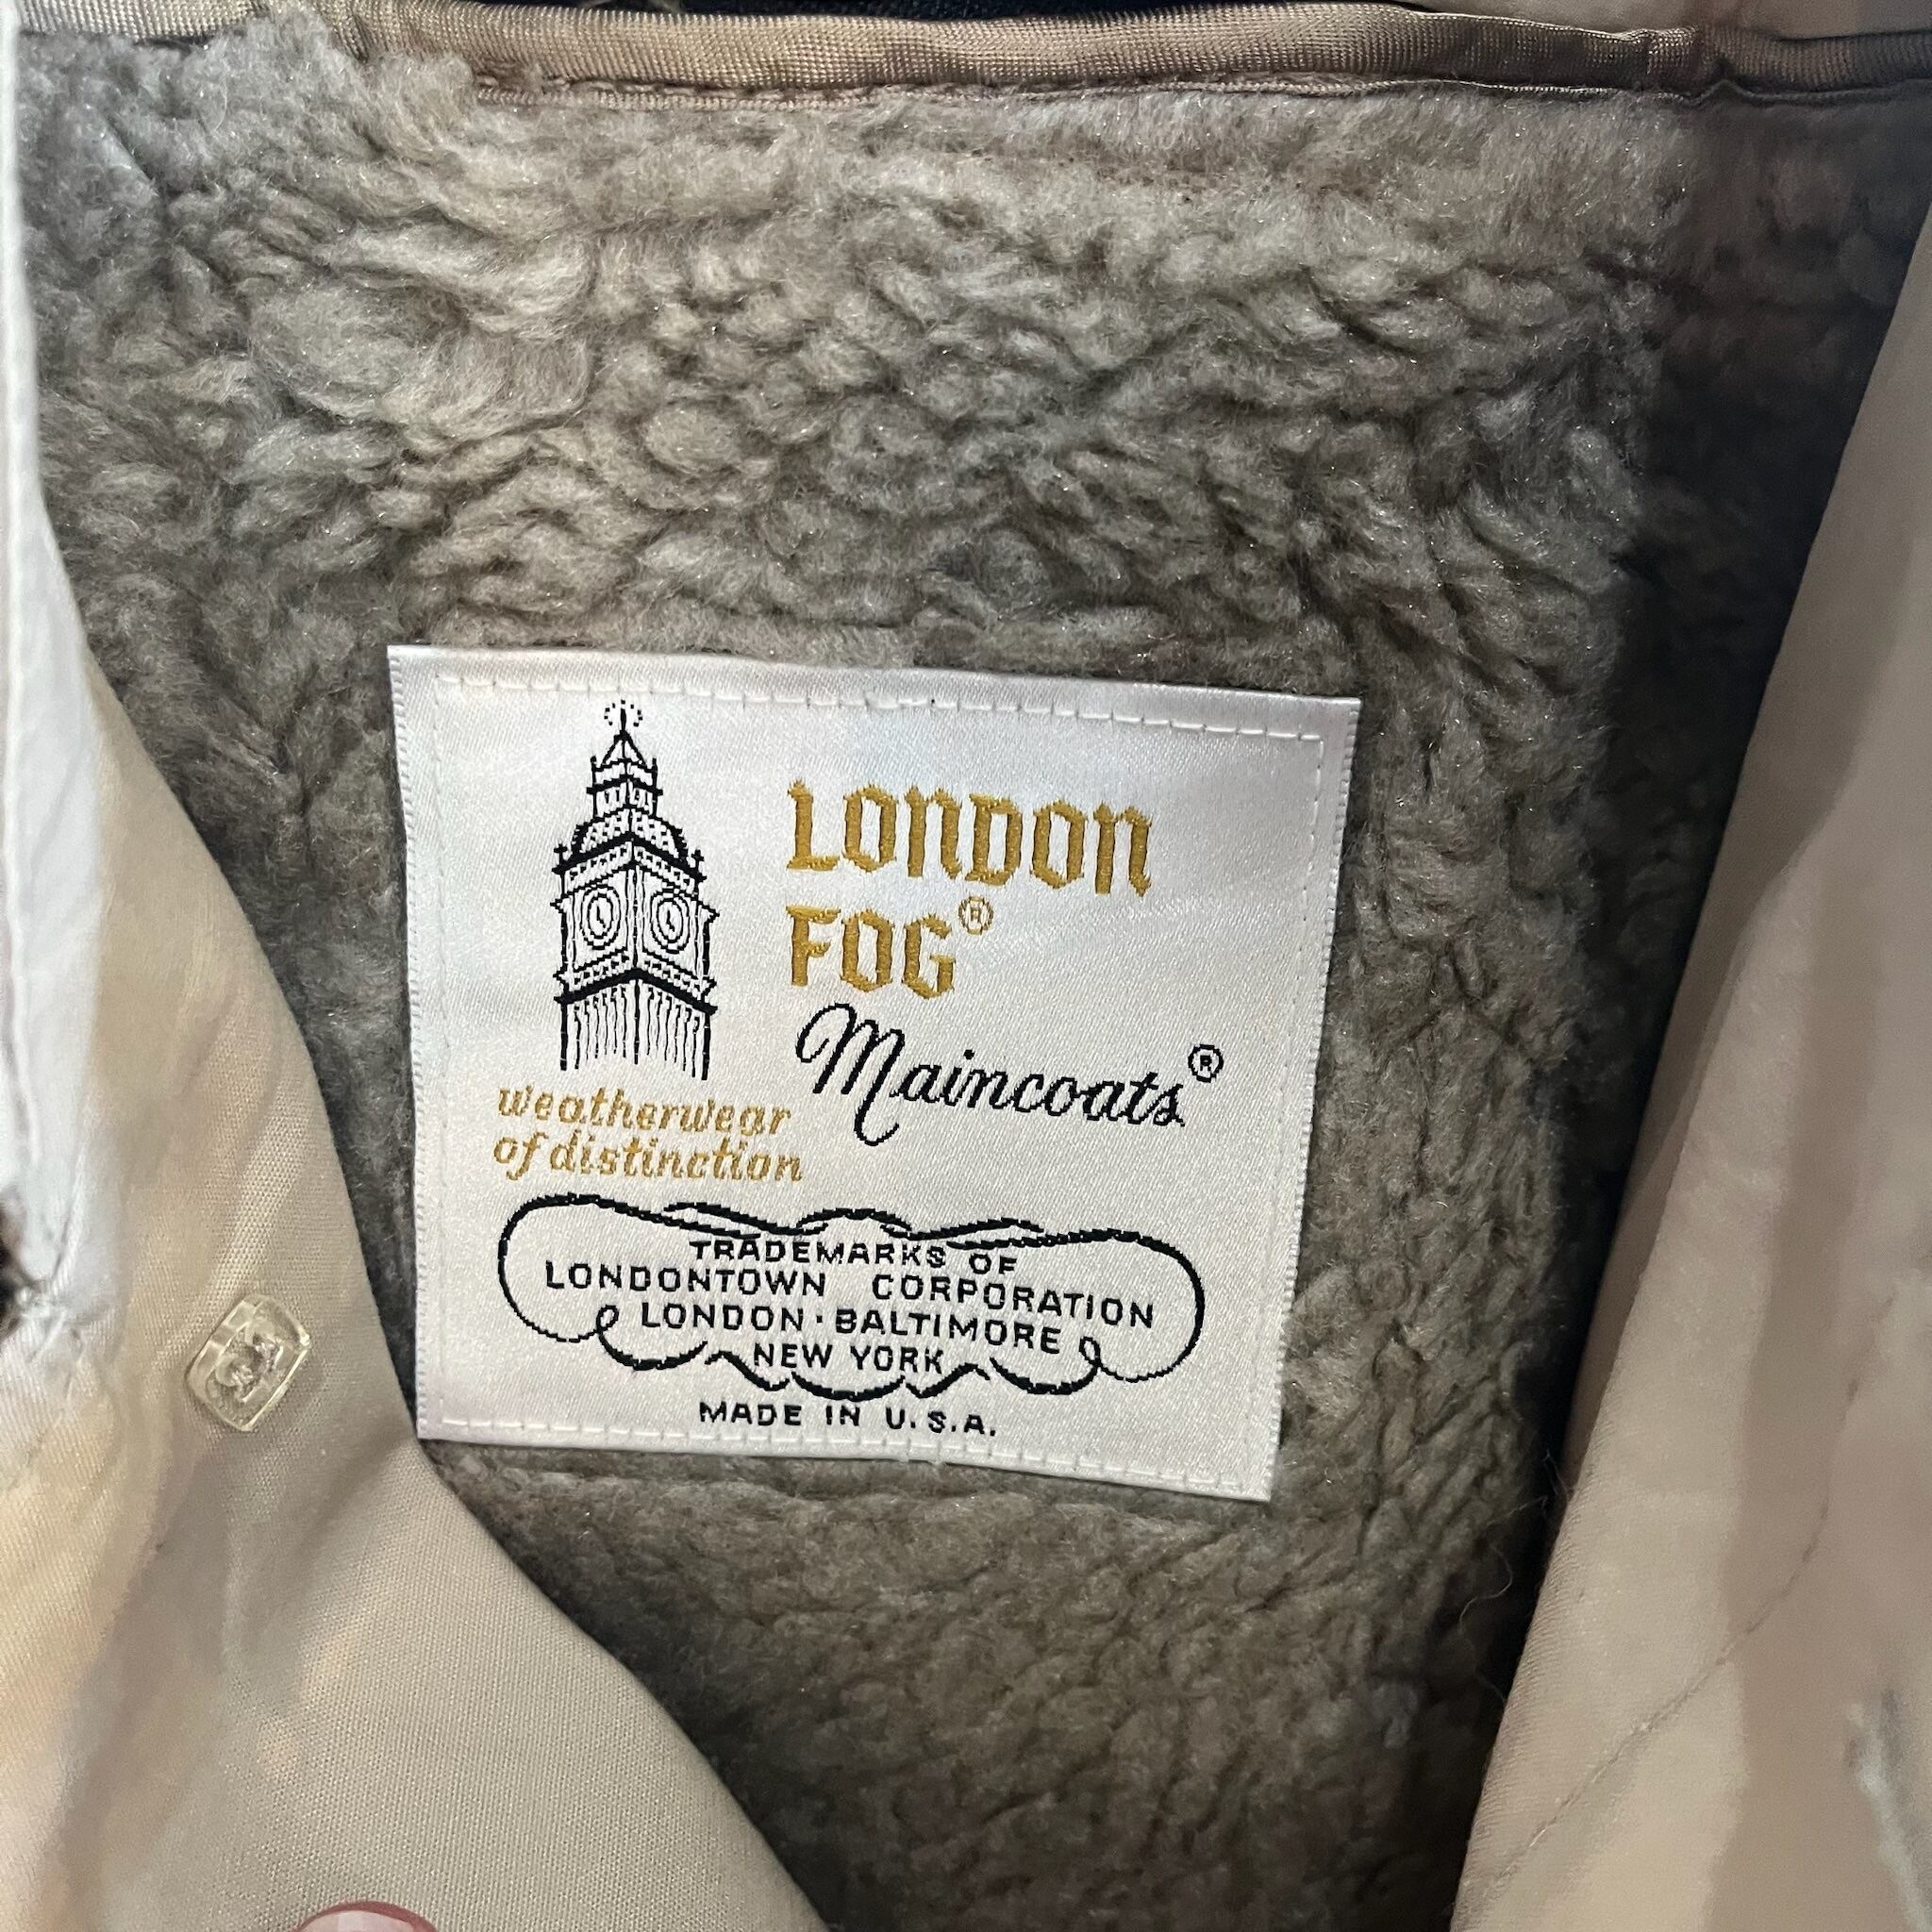 LONDON
FOG®
Maincoats®
weatherwear
of distinction
TRADEMARKS OF
LONDONTOWN CORPORATION
LONDON · BALTIMORE
NEW YORK
MADE IN U.S.A.